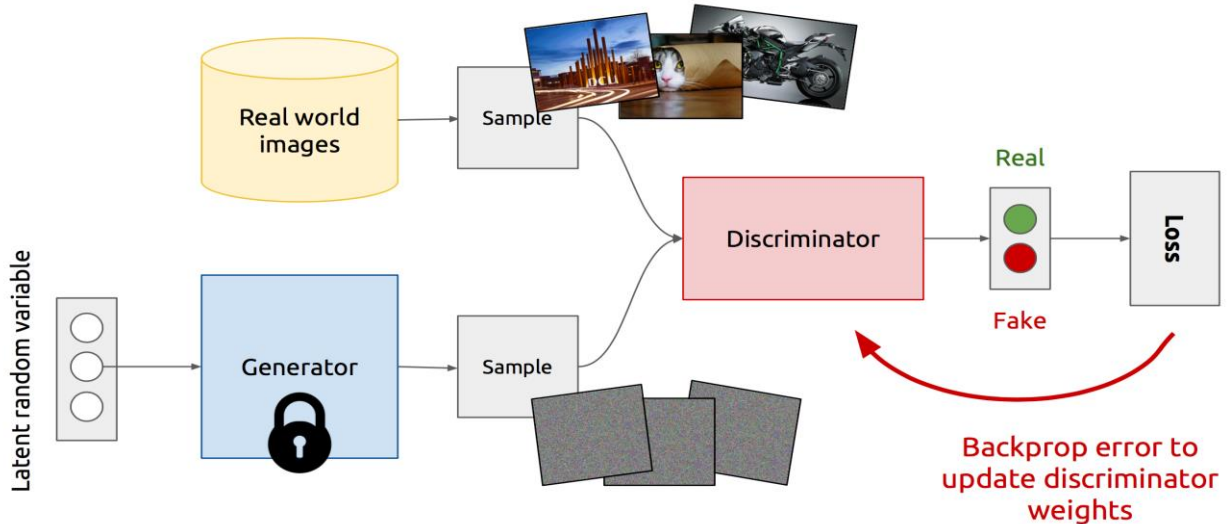 Real world
images
Sample
DCU
Latent random variable
Generator
Sample
Discriminator
Real
Fake
Loss
Backprop error to
update discriminator
weights